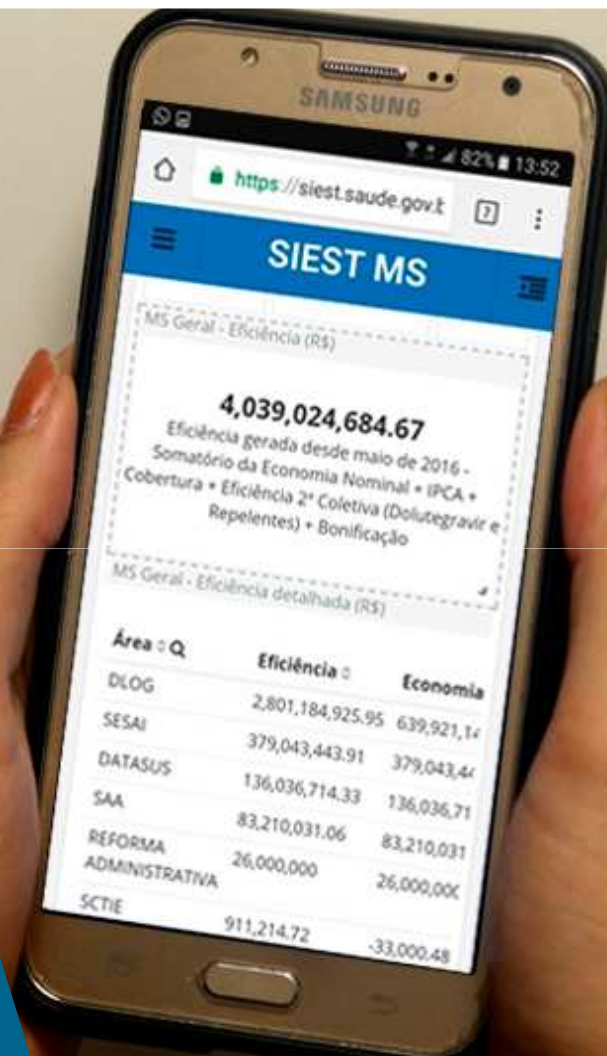 SAMSUNG
82% 13:52
https://siest.saude.gov.b
7
SIEST MS
MS Geral - Eficiência (R$)
4,039,024,684.67
Eficiência gerada desde maio de 2016 -
Somatório da Economia Nominal + IPCA +
Cobertura + Eficiência 2ª Coletiva (Dolutegravir e
Repelentes) + Bonificação
MS Geral - Eficiência detalhada (R$)
Área Eficiência Economia
DLOG 2,801,184,925.95 639,921,14
SESAI 379,043,443.91 379,043,44
DATASUS 136,036,714.33 136,036,71
SAA 83,210,031.06 83,210,031
REFORMA
ADMINISTRATIVA 26,000,000 26,000,00
SCTIE 911,214.72 -33,000.48